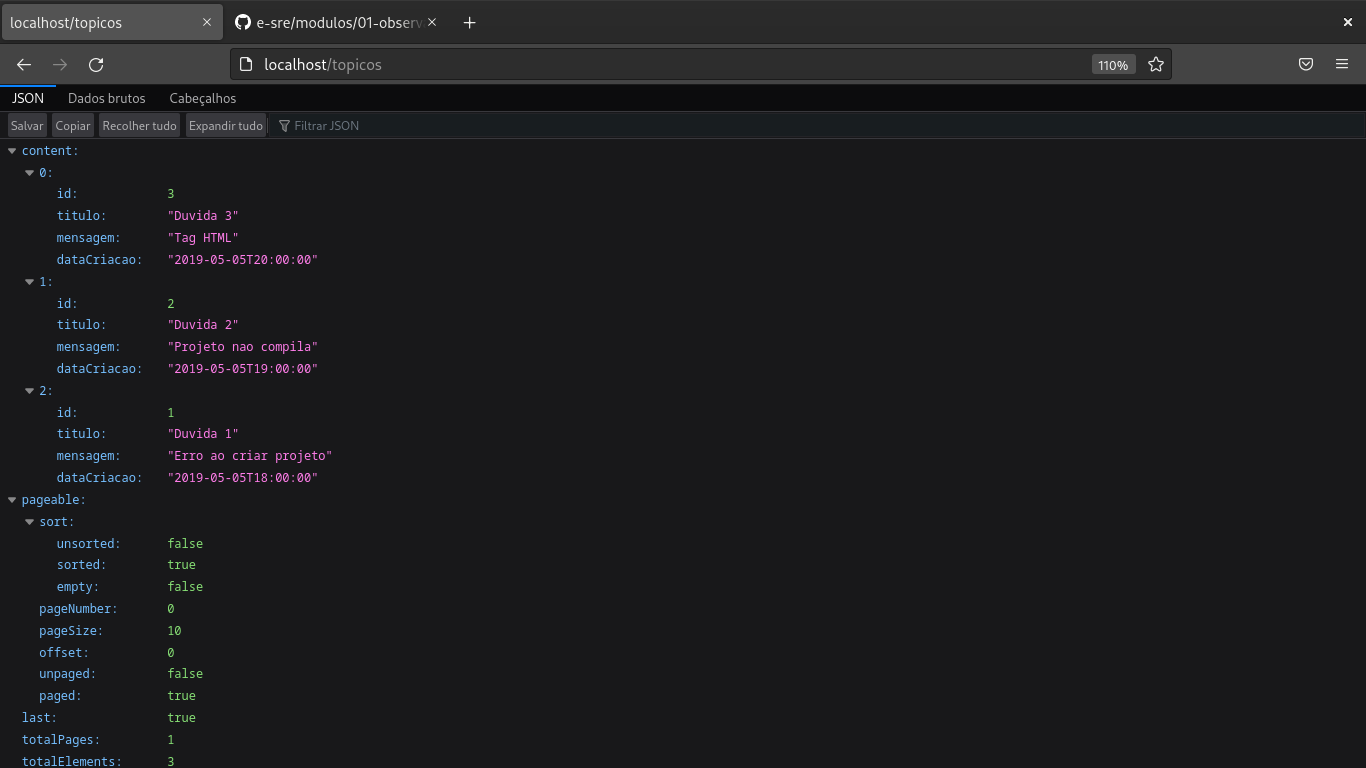 localhost/topicos
e-sre/modulos/01-obser
localhost/topicos
110%
JSON Dados brutos Cabeçalhos
Salvar Copiar Recolher tudo Expandir tudo Filtrar JSON
content:
0:
id: 3
titulo: "Duvida 3"
mensagem: "Tag HTML"
dataCriacao: "2019-05-05T20:00:00"
1:
id: 2
titulo: "Duvida 2"
mensagem: "Projeto nao compila"
dataCriacao: "2019-05-05T19:00:00"
2:
id: 1
titulo: "Duvida 1"
mensagem: "Erro ao criar projeto"
dataCriacao: "2019-05-05T18:00:00"
pageable:
sort:
unsorted: false
sorted: true
empty: false
pageNumber: 0
pageSize: 10
offset: 0
unpaged: false
paged: true
last: true
totalPages: 1
totalElements: 3